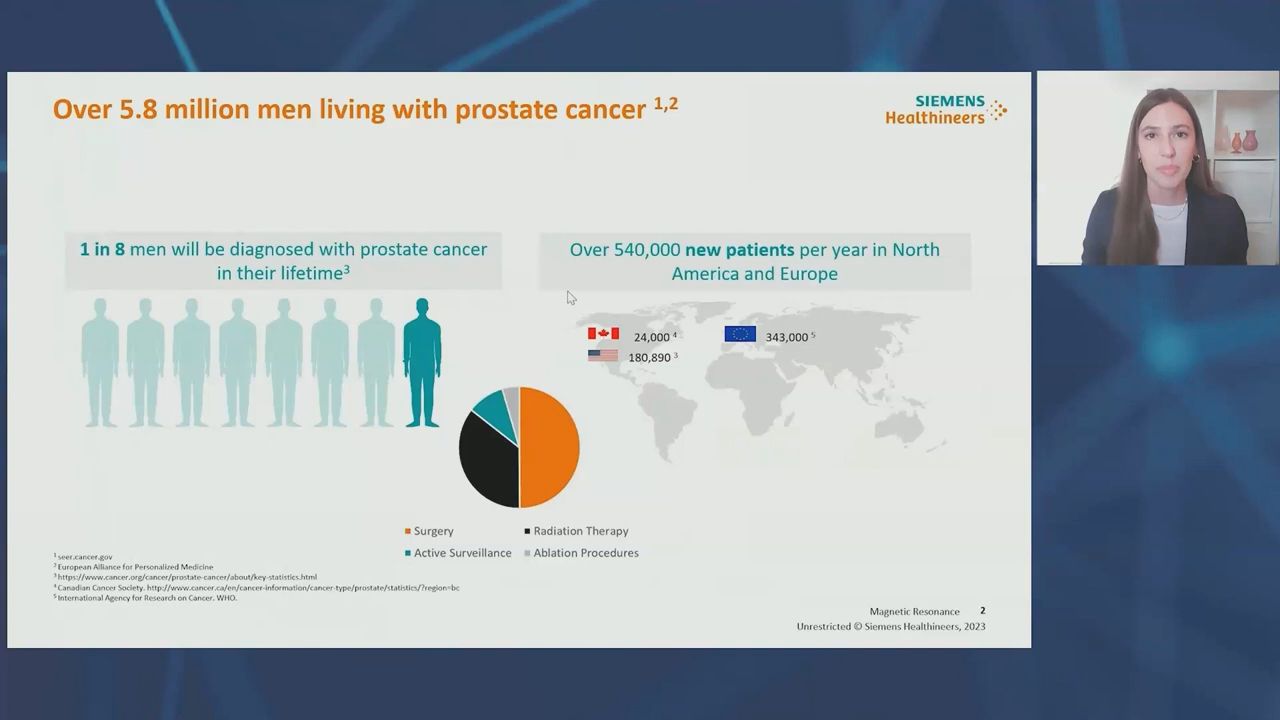 Over 5.8 million men living with prostate cancer 1,2
SIEMENS
Healthineers
1 in 8 men will be diagnosed with prostate cancer
in their lifetime3
Over 540,000 new patients per year in North
America and Europe
24,000 4
343,000 5
180,890 3
Surgery
Radiation Therapy
Active Surveillance
Ablation Procedures
1 seer.cancer.gov
2 European Alliance for Personalized Medicine
3 https://www.cancer.org/cancer/prostate-cancer/about/key-statistics.html
4 Canadian Cancer Society. http://www.cancer.ca/en/cancer-information/cancer-type/prostate/statistics/?region=bc
5 International Agency for Research on Cancer. WHO.
Magnetic Resonance 2
Unrestricted © Siemens Healthineers, 2023